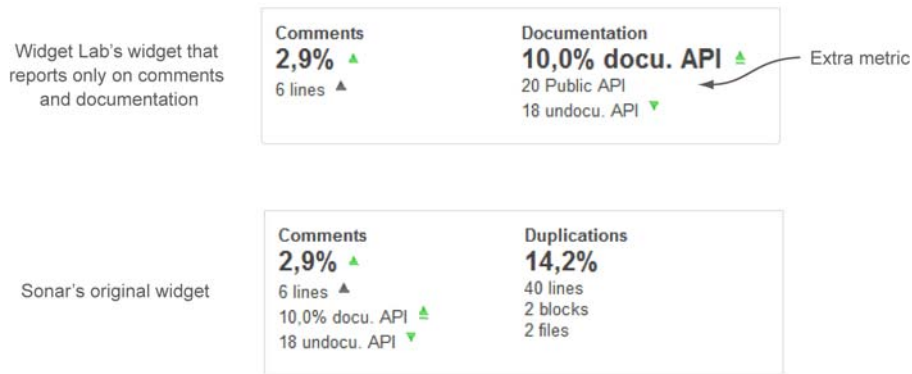 Widget Lab's widget that
reports only on comments
and documentation
Comments
2,9%
6 lines
Documentation
10,0% docu. API
20 Public API
18 undocu. API
Extra metric
Sonar's original widget
Comments
2,9%
6 lines
10,0% docu. API
18 undocu. API
Duplications
14,2%
40 lines
2 blocks
2 files